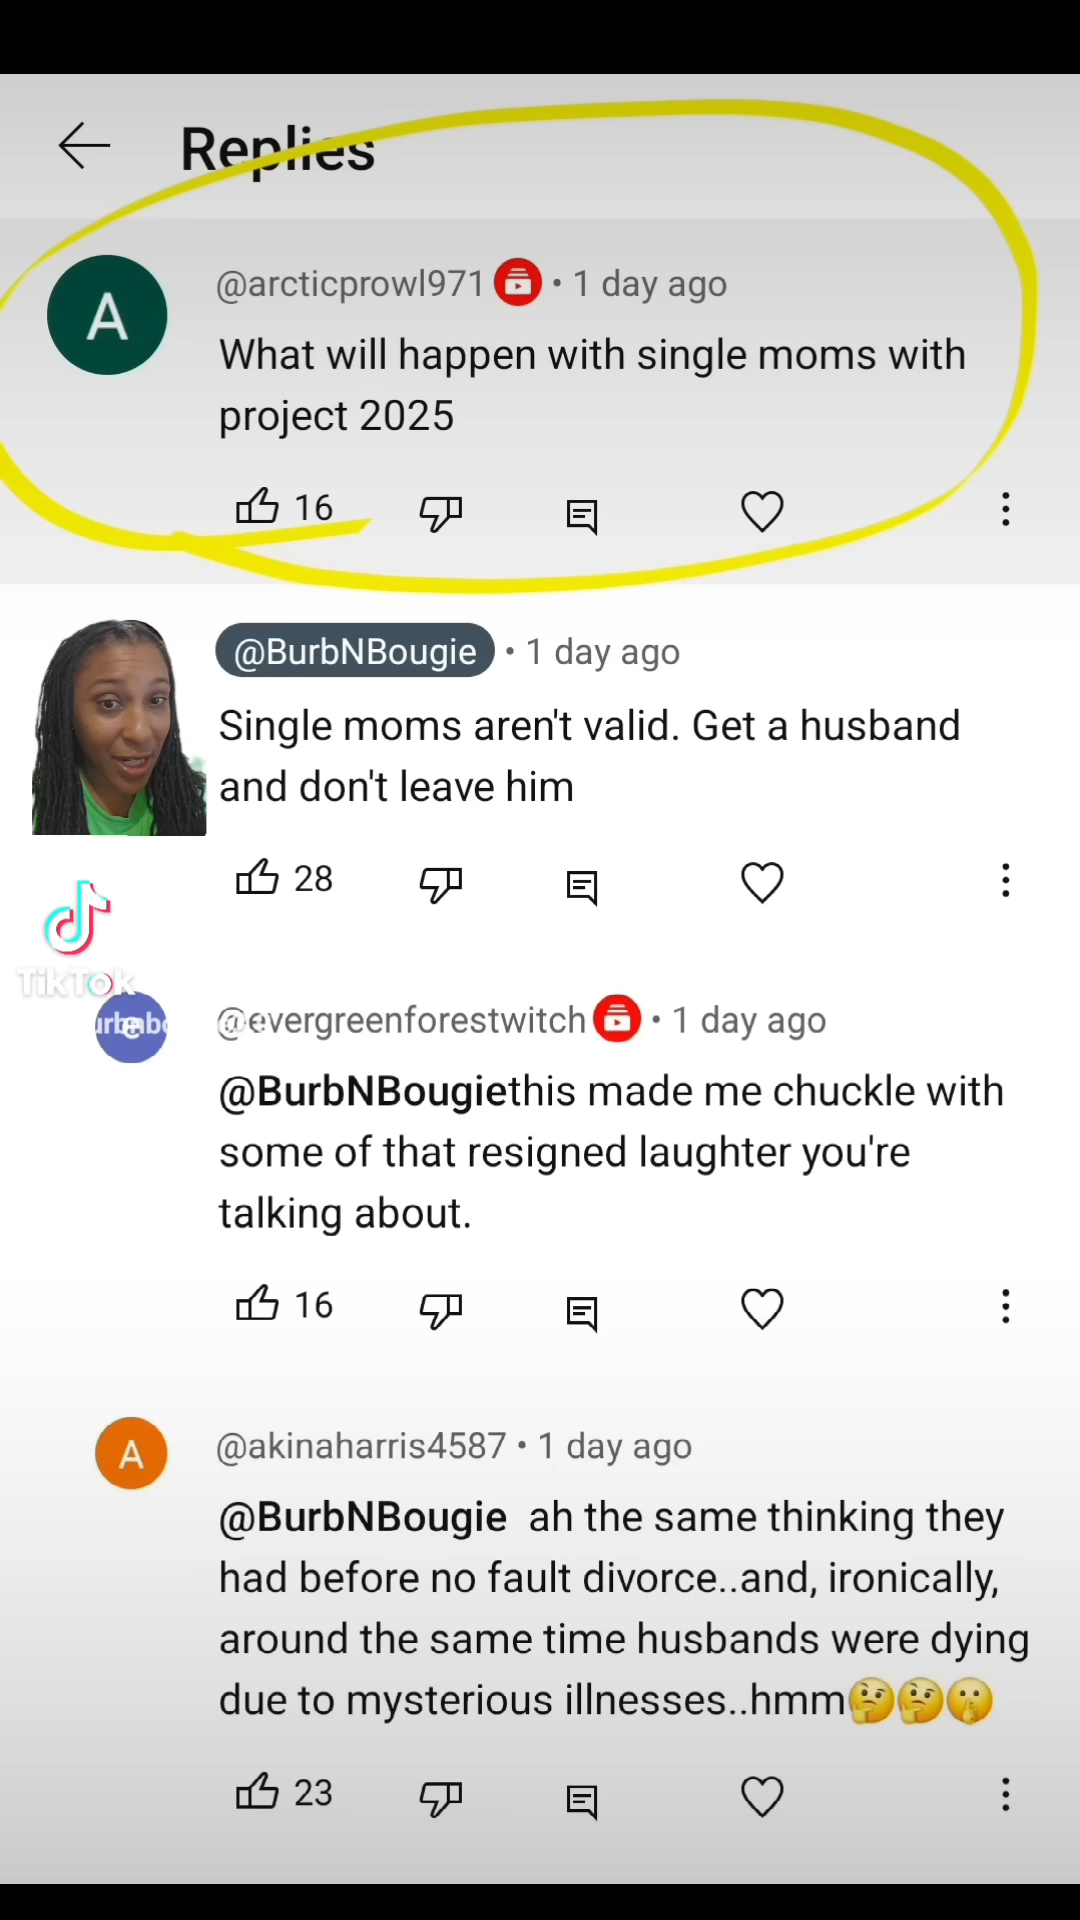 Replies
A
@arcticprowl971 • 1 day ago
What will happen with single moms with
project 2025
16
@BurbNBougie • 1 day ago
Single moms aren't valid. Get a husband
and don't leave him
28
TikTok
@evergreenforestwitch • 1 day ago
@BurbNBougiethis made me chuckle with
some of that resigned laughter you're
talking about.
16
A
@akinaharris4587 • 1 day ago
@BurbNBougie ah the same thinking they
had before no fault divorce..and, ironically,
around the same time husbands were dying
due to mysterious illnesses..hmm🤔🤔🤫
23